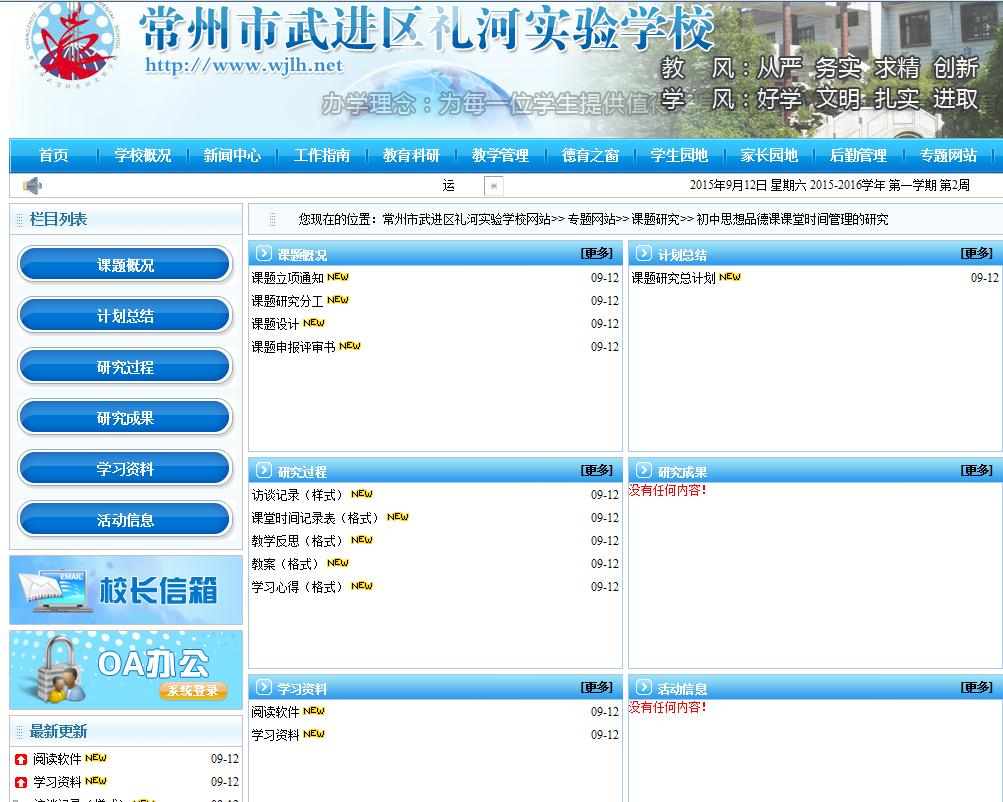 常州市武进区礼河实验学校
http://www.wjlh.net
教 风：从严 务实 求精 创新
办学理念：为每一位学生提供值
学 风：好学 文明 扎实 进取
首页 学校概况 新闻中心 工作指南 教育科研 教学管理 德育之窗 学生园地 家长园地 后勤管理 专题网站
运 2015年9月12日 星期六 2015-2016学年 第一学期 第2周
栏目列表
课题概况
计划总结
研究过程
研究成果
学习资料
活动信息
EMAIL
校长信箱
OA办公
系统登录
最新更新
阅读软件 NEW 09-12
学习资料 NEW 09-12
您现在的位置：常州市武进区礼河实验学校网站>> 专题网站>> 课题研究>> 初中思想品德课课堂时间管理的研究
课题概况 [更多]
课题立项通知 NEW 09-12
课题研究分工 NEW 09-12
课题设计 NEW 09-12
课题申报评审书 NEW 09-12
计划总结 [更多]
课题研究总计划 NEW 09-12
研究过程 [更多]
访谈记录（样式） NEW 09-12
课堂时间记录表（格式） NEW 09-12
教学反思（格式） NEW 09-12
教案（格式） NEW 09-12
学习心得（格式） NEW 09-12
研究成果 [更多]
没有任何内容！
学习资料 [更多]
阅读软件 NEW 09-12
学习资料 NEW 09-12
活动信息 [更多]
没有任何内容！